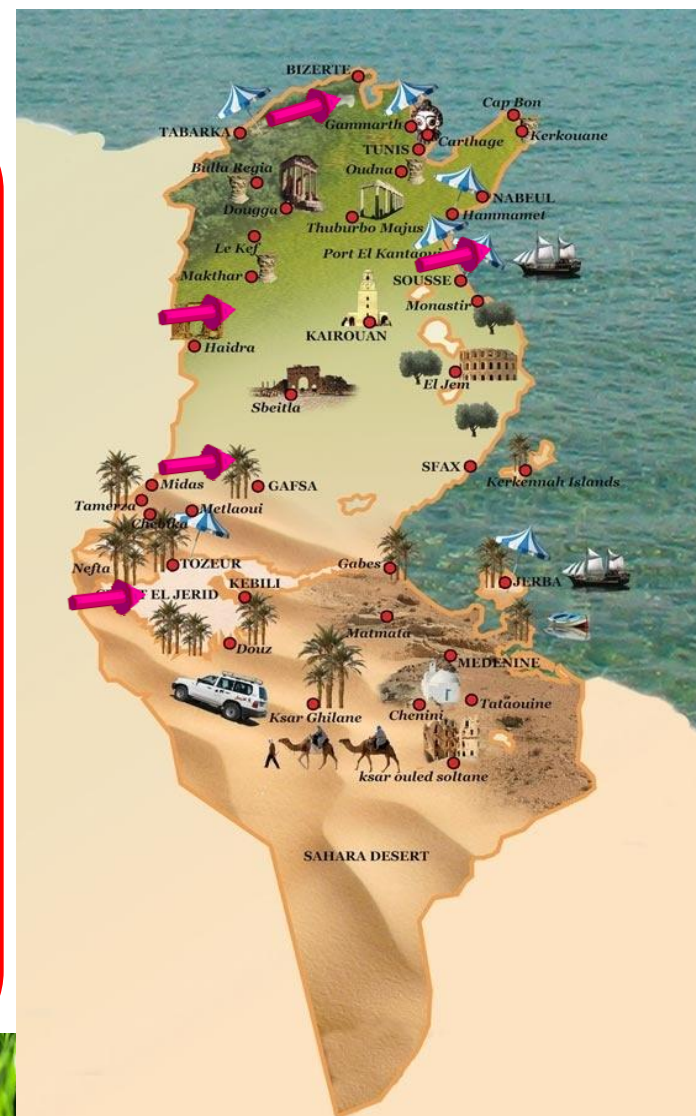 BIZERTE
Cap Bon
Gammarth
TABARKA
Carthage
Kerkouane
TUNIS
Bulla Regia
Oudna
NABEUL
Dougga
Hammamet
Thuburbo Majus
Le Kef
Port El Kantaoui
Makthar
SOUSSE
Monastir
KAIROUAN
Haidra
El Jem
Sbeitla
SFAX
Midas
GAFSA
Kerkennah Islands
Tamerza
Metlaoui
Chebika
Nefta
TOZEUR
Gabes
KEBILI
JERBA
EL JERID
Matmata
Douz
MEDENINE
Ksar Ghilane
Chenini
Tataouine
ksar ouled soltane
SAHARA DESERT